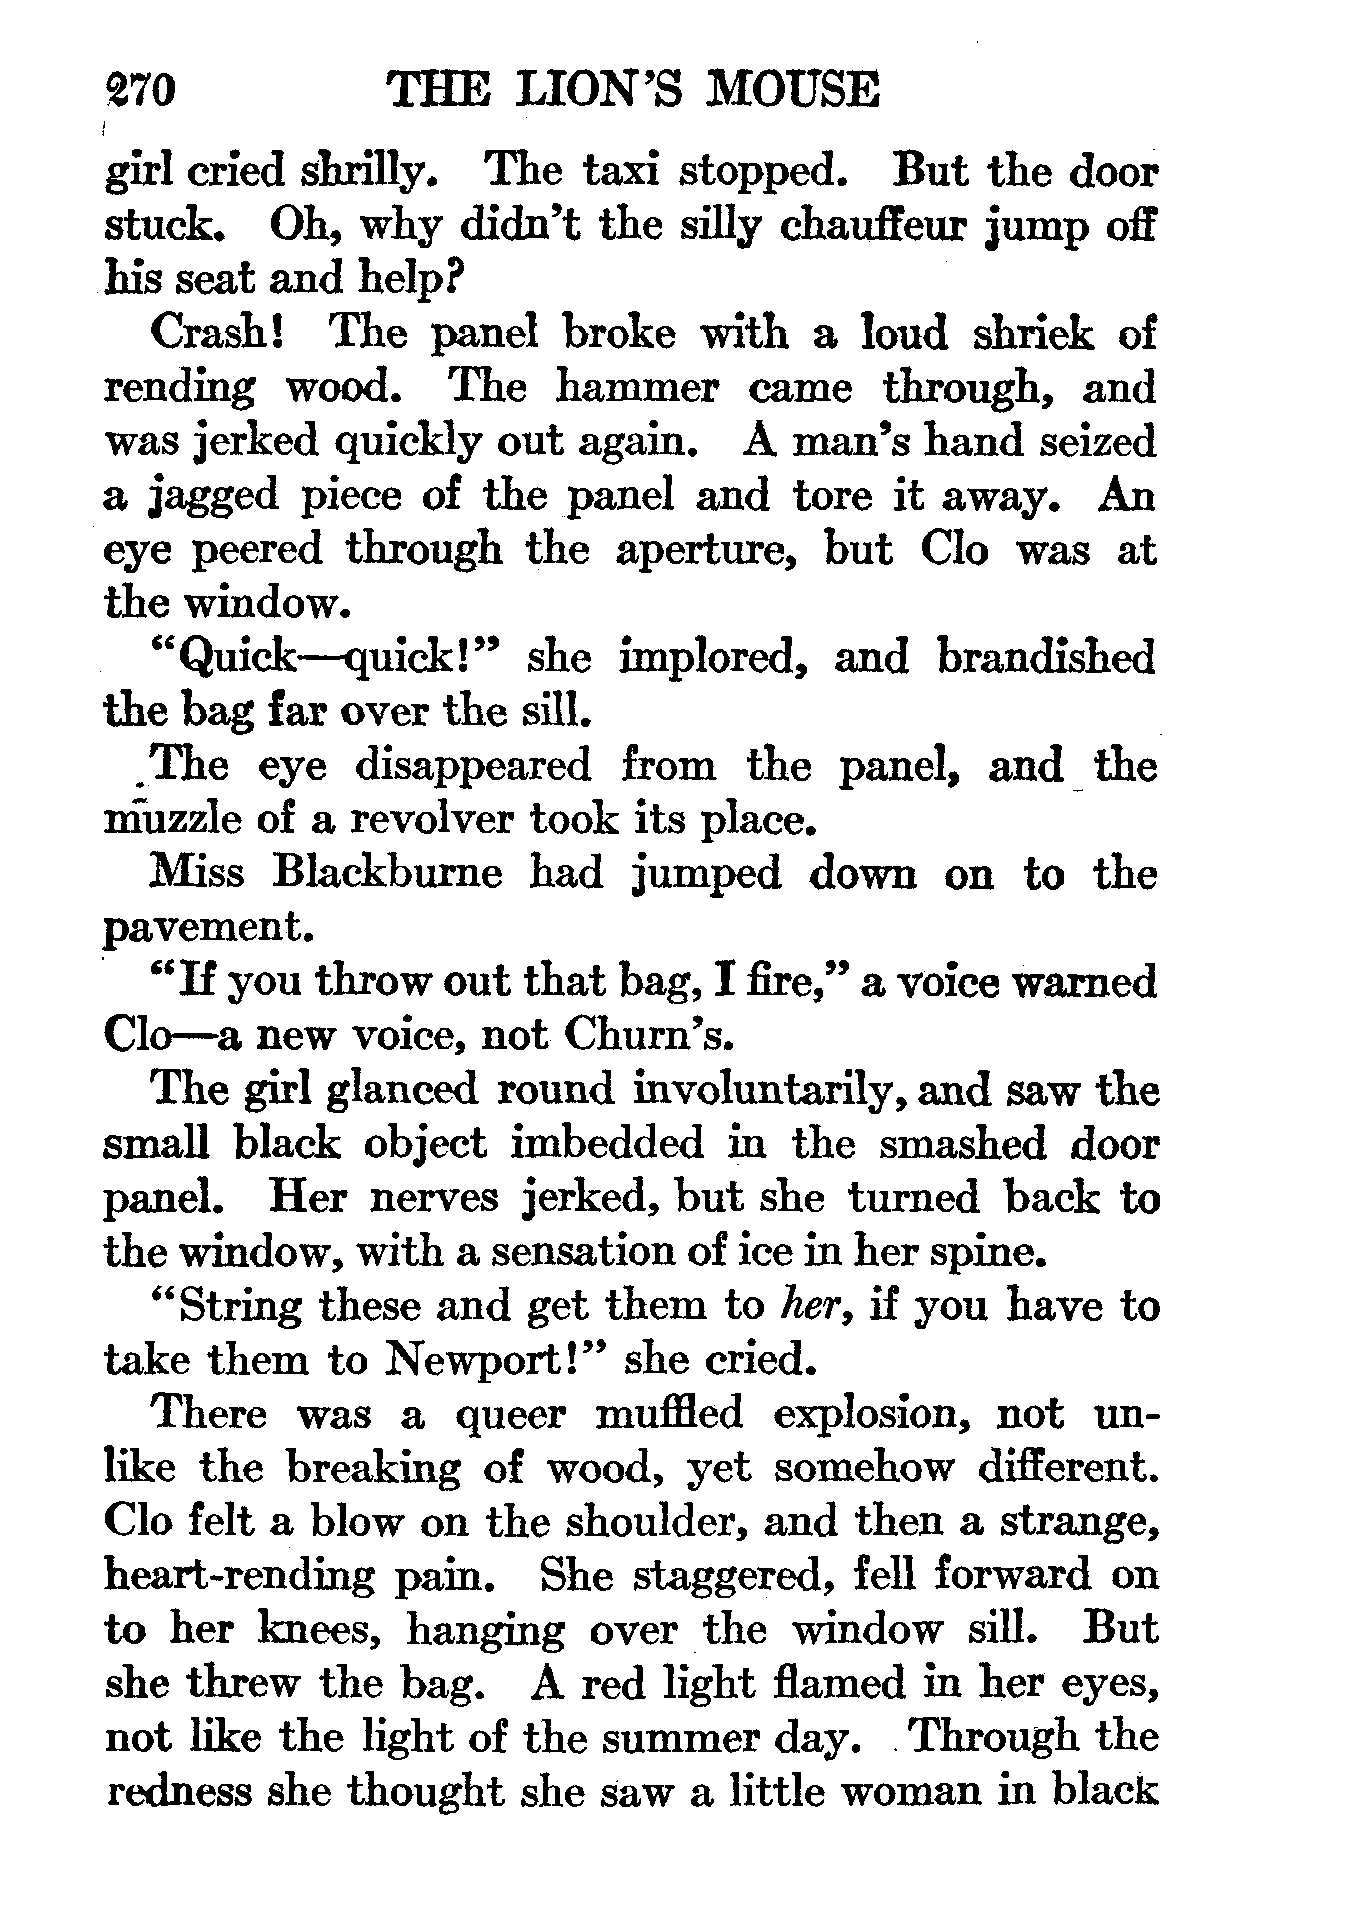 270 THE LION'S MOUSE
girl cried shrilly. The taxi stopped. But the door
stuck. Oh, why didn't the silly chauffeur jump off
his seat and help?
Crash! The panel broke with a loud shriek of
rending wood. The hammer came through, and
was jerked quickly out again. A man's hand seized
a jagged piece of the panel and tore it away. An
eye peered through the aperture, but Clo was at
the window.
"Quick—quick!" she implored, and brandished
the bag far over the sill.
The eye disappeared from the panel, and the
muzzle of a revolver took its place.
Miss Blackburne had jumped down on to the
pavement.
"If you throw out that bag, I fire," a voice warned
Clo—a new voice, not Churn's.
The girl glanced round involuntarily, and saw the
small black object imbedded in the smashed door
panel. Her nerves jerked, but she turned back to
the window, with a sensation of ice in her spine.
"String these and get them to her, if you have to
take them to Newport!" she cried.
There was a queer muffled explosion, not un-
like the breaking of wood, yet somehow different.
Clo felt a blow on the shoulder, and then a strange,
heart-rending pain. She staggered, fell forward on
to her knees, hanging over the window sill. But
she threw the bag. A red light flamed in her eyes,
not like the light of the summer day. Through the
redness she thought she saw a little woman in black